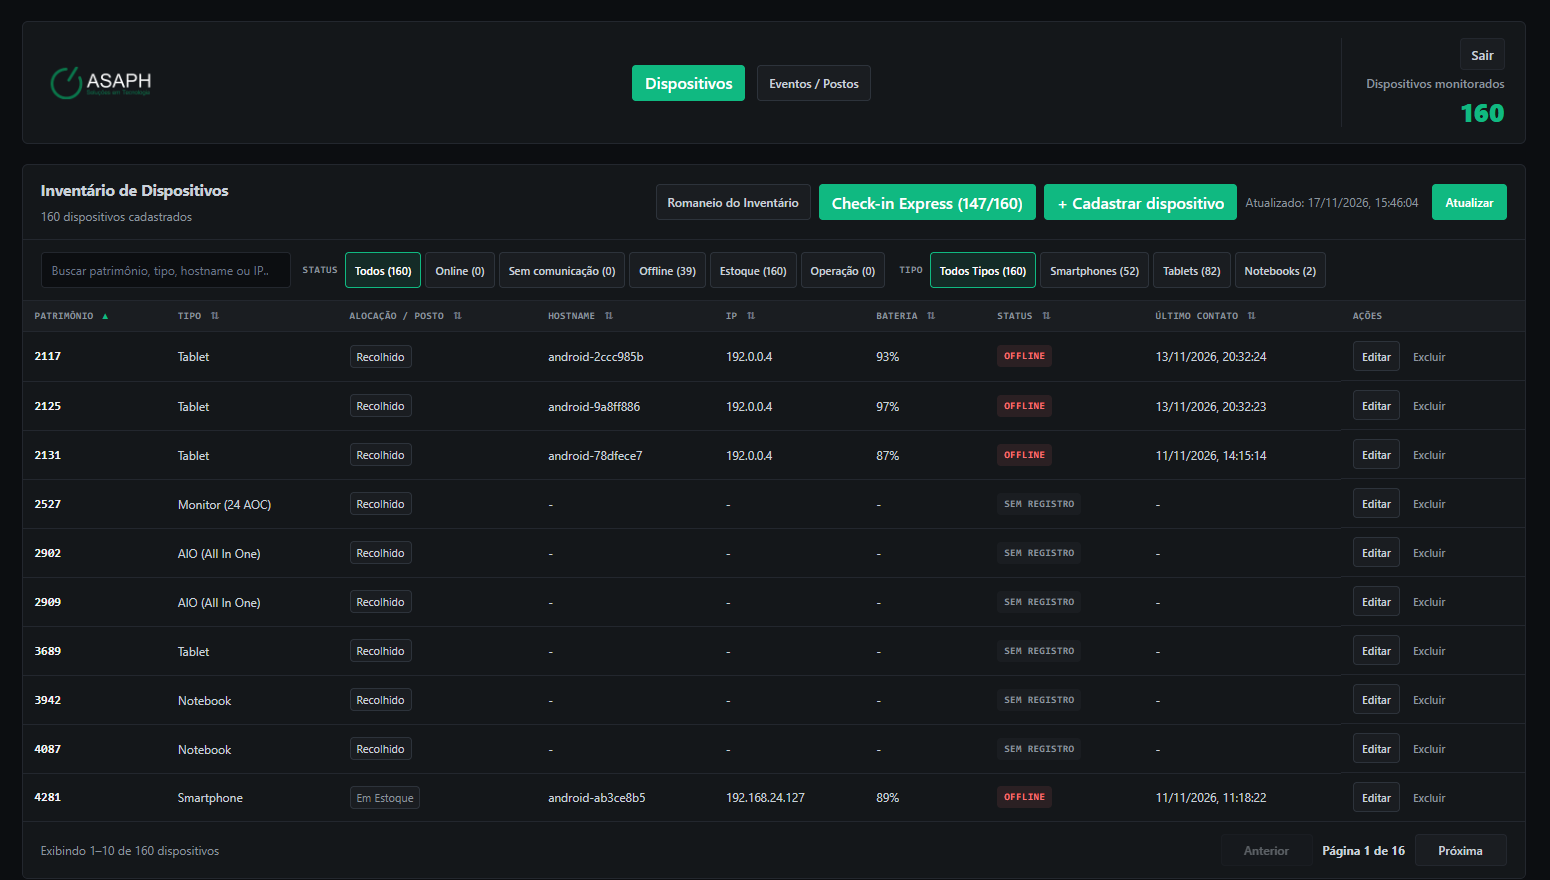 ASAPH
Soluções em Tecnologia
Dispositivos
Eventos / Postos
Sair
Dispositivos monitorados
160
Inventário de Dispositivos
160 dispositivos cadastrados
Romaneio do Inventário
Check-in Express (147/160)
+ Cadastrar dispositivo
Atualizado: 17/11/2026, 15:46:04
Atualizar
Buscar patrimônio, tipo, hostname ou IP..
STATUS
Todos (160)
Online (0)
Sem comunicação (0)
Offline (39)
Estoque (160)
Operação (0)
TIPO
Todos Tipos (160)
Smartphones (52)
Tablets (82)
Notebooks (2)
PATRIMÔNIO ▲ TIPO ⇅ ALOCAÇÃO / POSTO ⇅ HOSTNAME ⇅ IP ⇅ BATERIA ⇅ STATUS ⇅ ÚLTIMO CONTATO ⇅ AÇÕES
2117 Tablet Recolhido android-2ccc985b 192.0.0.4 93% OFFLINE 13/11/2026, 20:32:24 Editar Excluir
2125 Tablet Recolhido android-9a8ff886 192.0.0.4 97% OFFLINE 13/11/2026, 20:32:23 Editar Excluir
2131 Tablet Recolhido android-78dfece7 192.0.0.4 87% OFFLINE 11/11/2026, 14:15:14 Editar Excluir
2527 Monitor (24 AOC) Recolhido - - - SEM REGISTRO - Editar Excluir
2902 AIO (All In One) Recolhido - - - SEM REGISTRO - Editar Excluir
2909 AIO (All In One) Recolhido - - - SEM REGISTRO - Editar Excluir
3689 Tablet Recolhido - - - SEM REGISTRO - Editar Excluir
3942 Notebook Recolhido - - - SEM REGISTRO - Editar Excluir
4087 Notebook Recolhido - - - SEM REGISTRO - Editar Excluir
4281 Smartphone Em Estoque android-ab3ce8b5 192.168.24.127 89% OFFLINE 11/11/2026, 11:18:22 Editar Excluir
Exibindo 1–10 de 160 dispositivos
Anterior
Página 1 de 16
Próxima